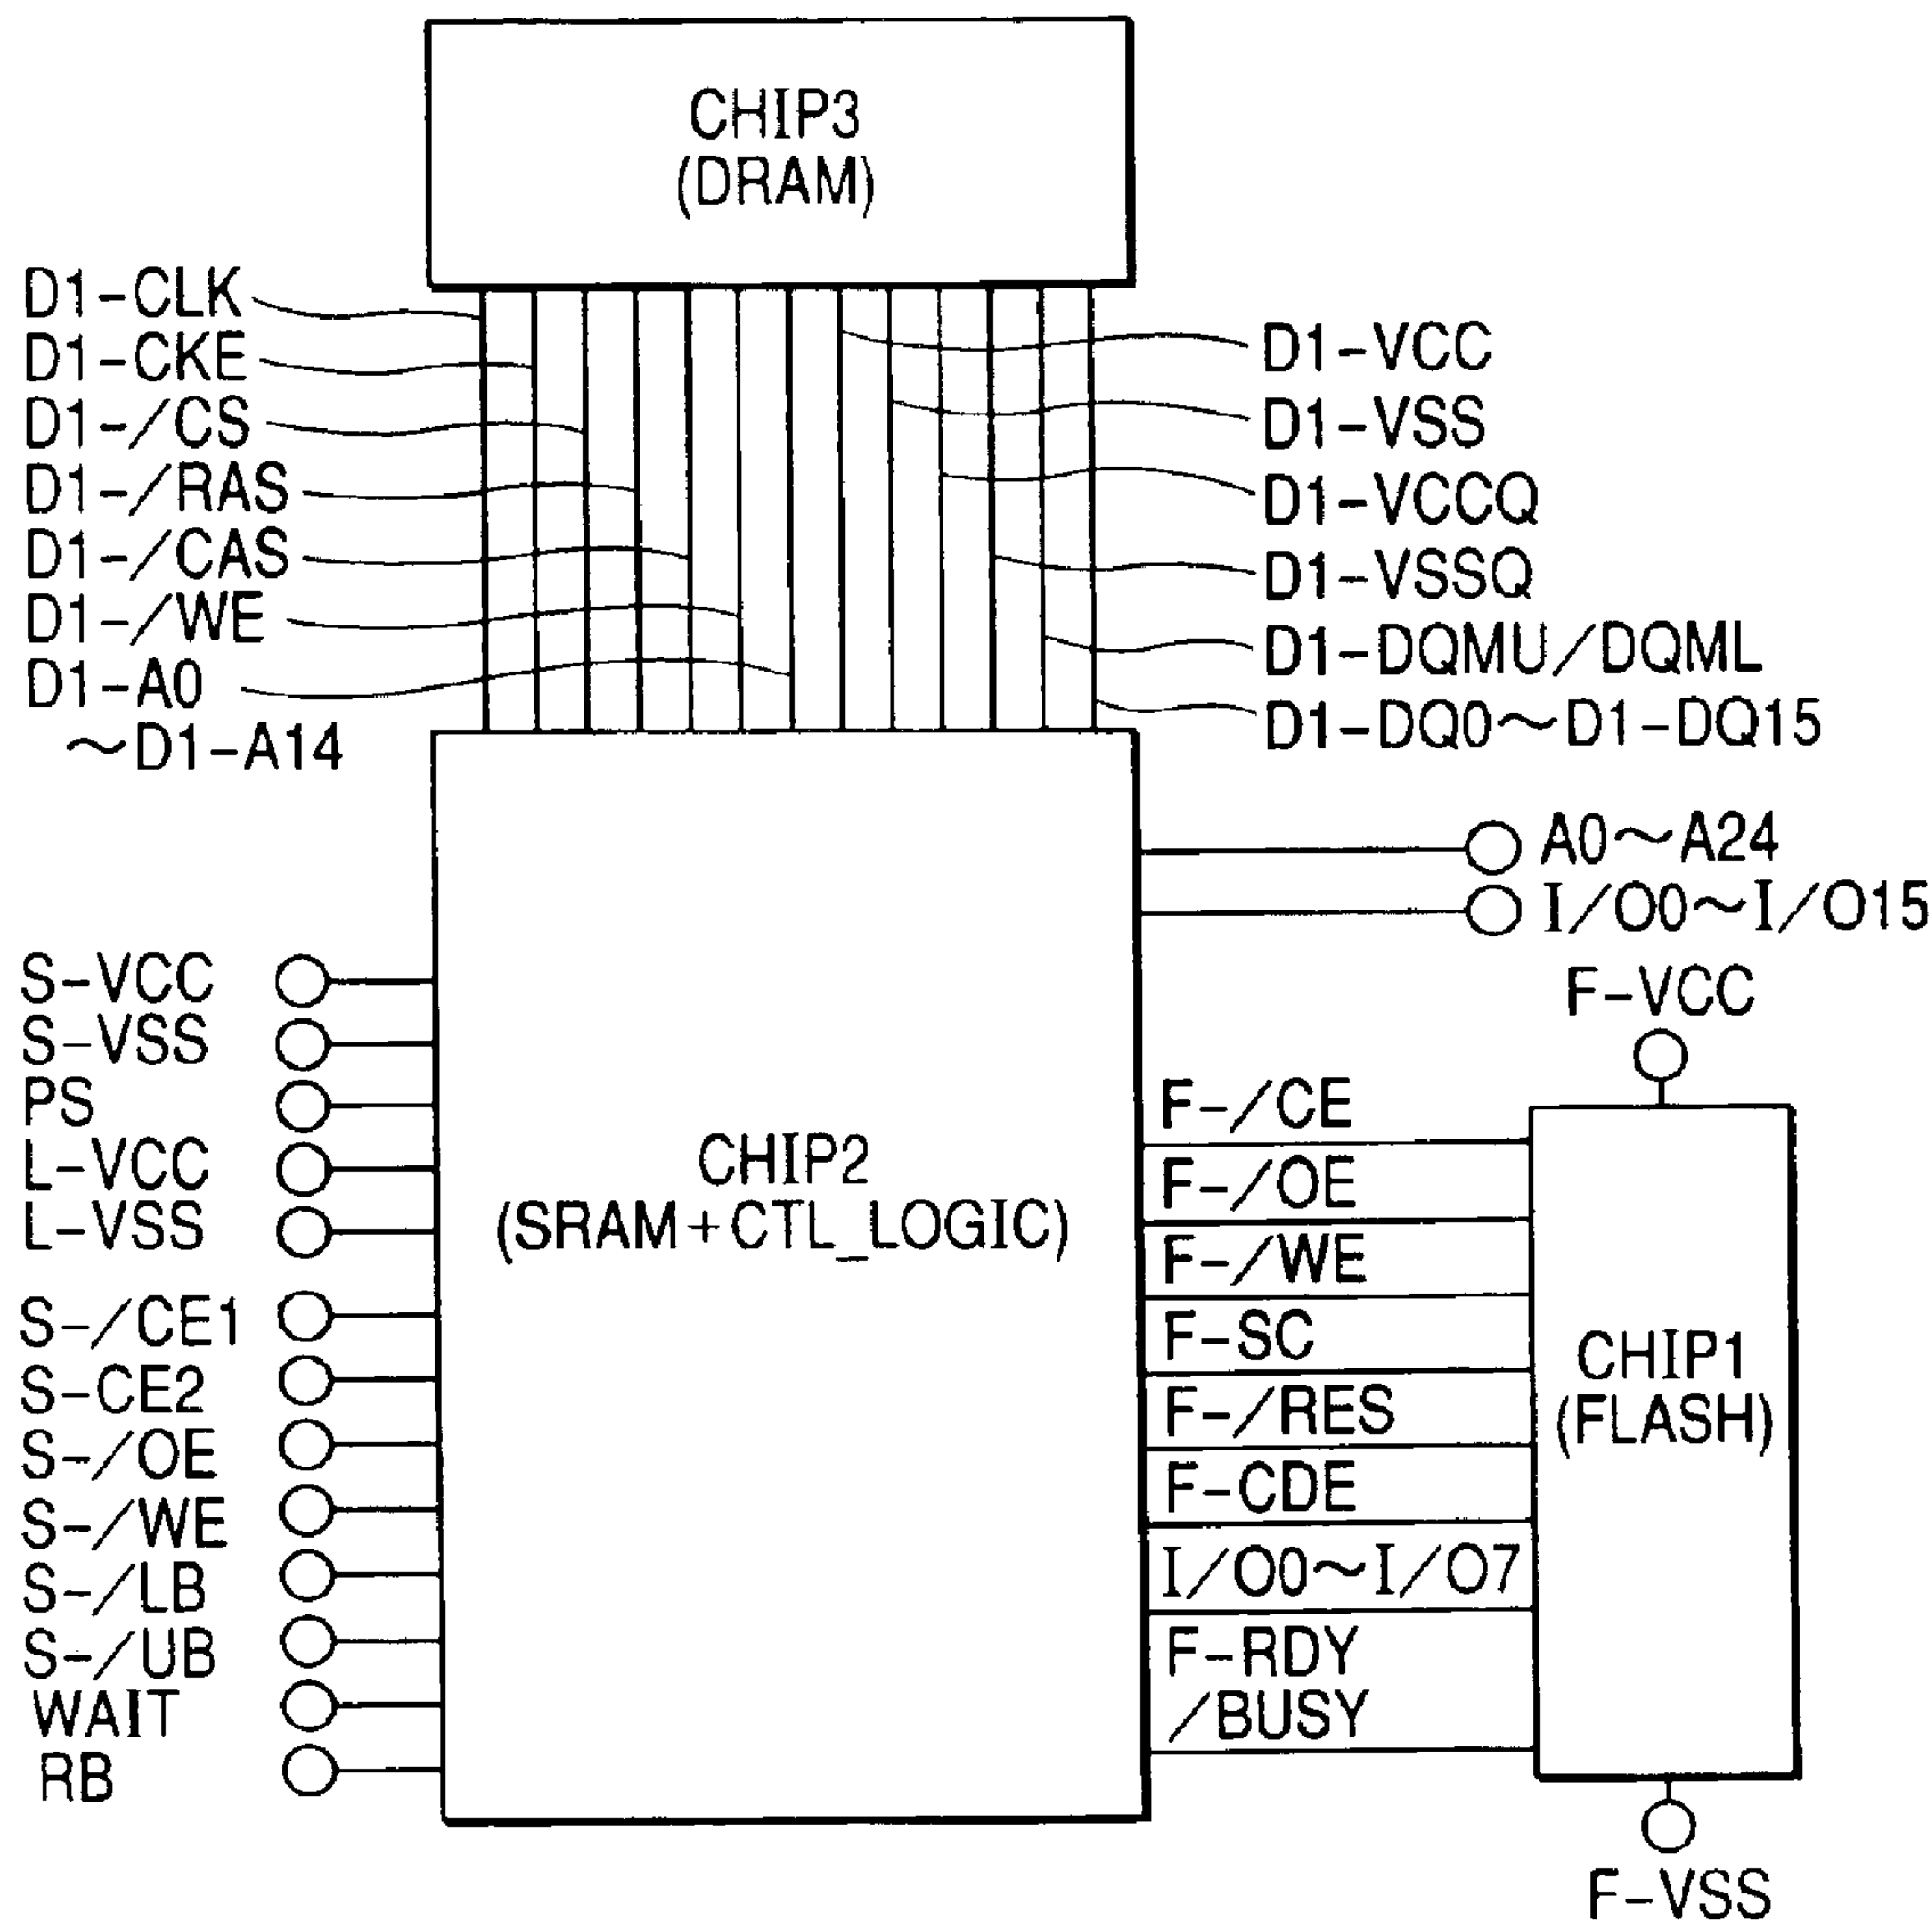 CHIP3
(DRAM)
D1-CLK
D1-CKE
D1-/CS
D1-/RAS
D1-/CAS
D1-/WE
D1-A0
~D1-A14
D1-VCC
D1-VSS
D1-VCCQ
D1-VSSQ
D1-DQMU/DQML
D1-DQ0~D1-DQ15
A0~A24
I/O0~I/O15
S-VCC
S-VSS
PS
L-VCC
L-VSS
S-/CE1
S-CE2
S-/OE
S-/WE
S-/LB
S-/UB
WAIT
RB
CHIP2
(SRAM+CTL_LOGIC)
F-/CE
F-/OE
F-/WE
F-SC
F-/RES
F-CDE
I/O0~I/O7
F-RDY
/BUSY
F-VCC
CHIP1
(FLASH)
F-VSS